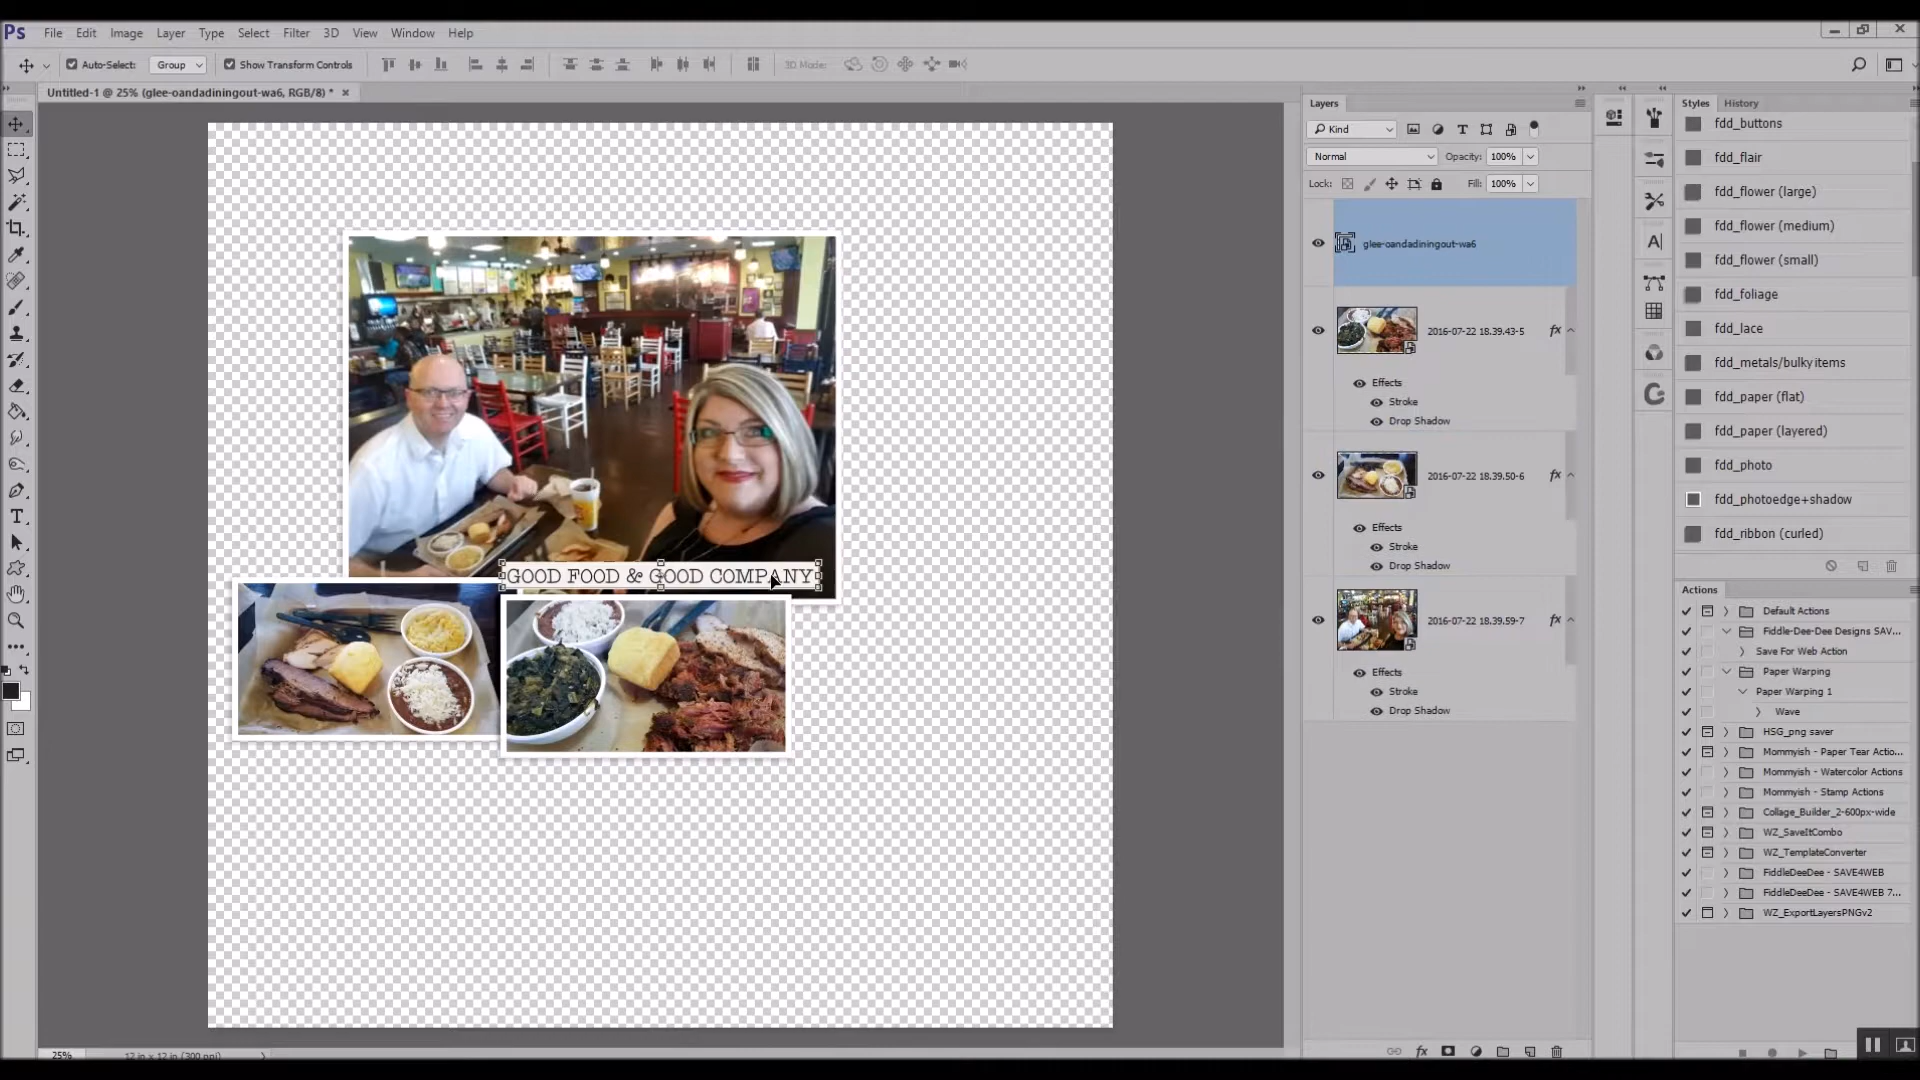 Ps File Edit Image Layer Type Select Filter 3D View Window Help
Auto-Select: Group Show Transform Controls 3D Mode:
Untitled-1 @ 25% (glee-oandadiningout-wa6, RGB/8) *
GOOD FOOD & GOOD COMPANY
25% 12 in x 12 in (300 ppi)
Layers
Kind
Normal Opacity: 100%
Lock: Fill: 100%
glee-oandadiningout-wa6
2016-07-22 18.39.43-5 fx
Effects
Stroke
Drop Shadow
2016-07-22 18.39.50-6 fx
Effects
Stroke
Drop Shadow
2016-07-22 18.39.59-7 fx
Effects
Stroke
Drop Shadow
fx
Styles History
fdd_buttons
fdd_flair
fdd_flower (large)
fdd_flower (medium)
fdd_flower (small)
fdd_foliage
fdd_lace
fdd_metals/bulkyitems
fdd_paper (flat)
fdd_paper (layered)
fdd_photo
fdd_photoedge+shadow
fdd_ribbon (curled)
Actions
Default Actions
Fiddle-Dee-Dee Designs SAV...
Save For Web Action
Paper Warping
Paper Warping 1
Wave
HSG_png saver
Mommyish - Paper Tear Actio...
Mommyish - Watercolor Actions
Mommyish - Stamp Actions
Collage_Builder_2-600px-wide
WZ_SaveItCombo
WZ_TemplateConverter
FiddleDeeDee - SAVE4WEB
FiddleDeeDee - SAVE4WEB 7...
WZ_ExportLayersPNGv2